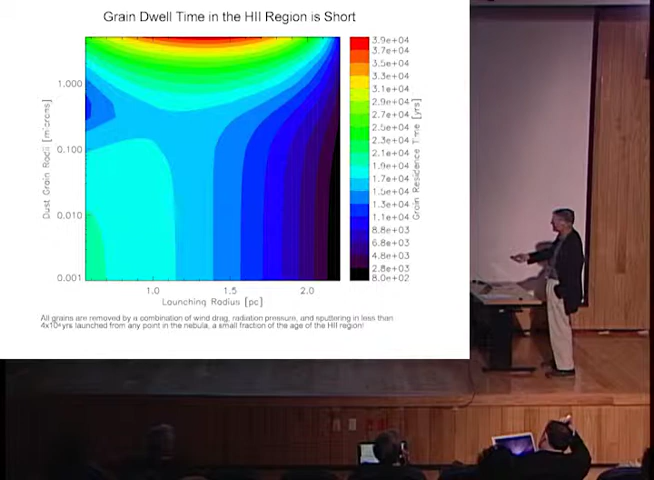 Grain Dwell Time in the HII Region is Short
3.9e+04
3.7e+04
3.5e+04
3.3e+04
3.1e+04
2.9e+04
2.7e+04
2.5e+04
2.3e+04
2.1e+04
1.9e+04
1.7e+04
1.5e+04
1.3e+04
1.1e+04
8.8e+03
6.8e+03
4.8e+03
2.8e+03
8.0e+02
Grain Residence Time [yrs]
Dust Grain Radii [microns]
1.000
0.100
0.010
0.001
1.0 1.5 2.0
Launching Radius [pc]
All grains are removed by a combination of wind drag, radiation pressure, and sputtering in less than
4x10⁴ yrs launched from any point in the nebula, a small fraction of the age of the HII region!